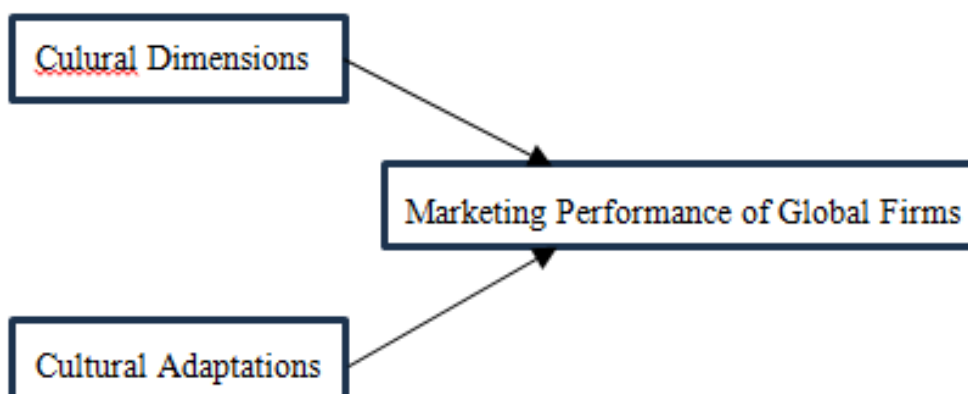 Culural Dimensions
Marketing Performance of Global Firms
Cultural Adaptations